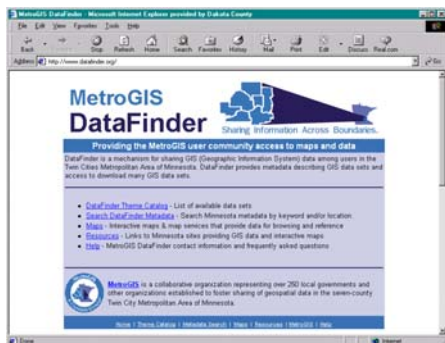 MetroGIS DataFinder - Microsoft Internet Explorer provided by Dakota County
File Edit View Favorites Tools Help
Back Stop Refresh Home Search Favorites History Mail Print Edit Discuss Real.com
Address http://www.datafinder.org/ Go
MetroGIS
DataFinder
Sharing Information Across Boundaries.
Providing the MetroGIS user community access to maps and data
DataFinder is a mechanism for sharing GIS (Geographic Information System) data among users in the
Twin Cities Metropolitan Area of Minnesota. DataFinder provides metadata describing GIS data sets and
access to download many GIS data sets.
DataFinder Theme Catalog - List of available data sets
Search DataFinder Metadata - Search Minnesota metadata by keyword and/or location.
Maps - Interactive maps & map services that provide data for browsing and reference
Resources - Links to Minnesota sites providing GIS data and interactive maps
Help - MetroGIS DataFinder contact information and frequently asked questions
MetroGIS is a collaborative organization representing over 250 local governments and
other organizations established to foster sharing of geospatial data in the seven-county
Twin City Metropolitan Area of Minnesota.
Home | Theme Catalog | Metadata Search | Maps | Resources | MetroGIS | Help
Done Internet